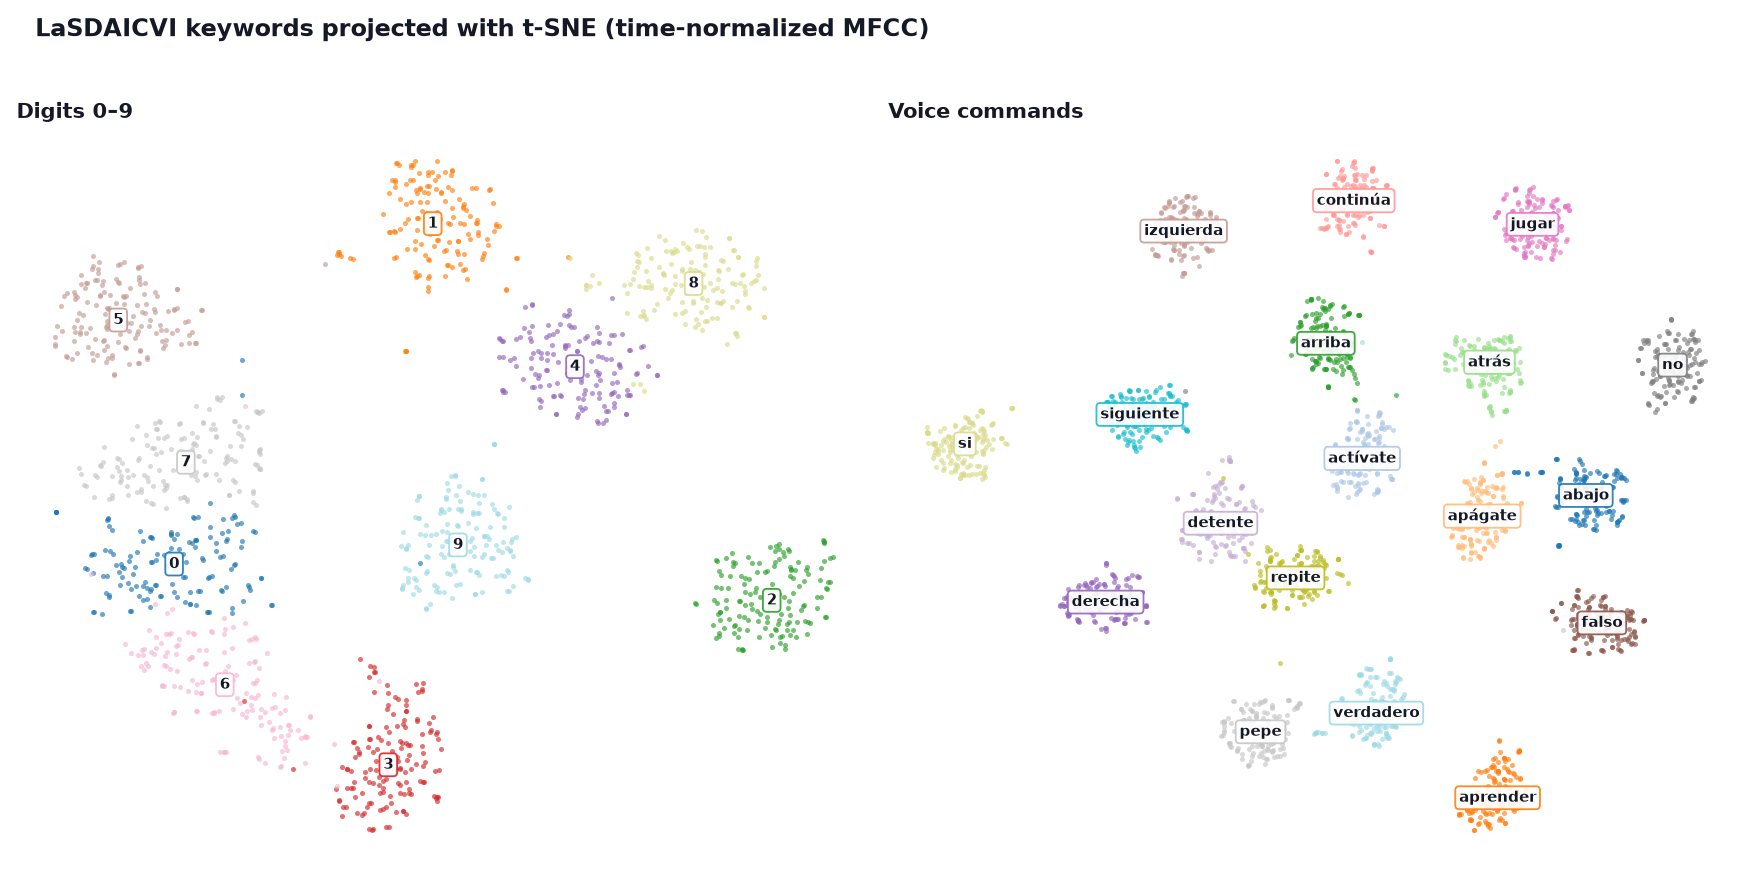 LaSDAICVI keywords projected with t-SNE (time-normalized MFCC)
Digits 0–9
1
8
5
4
7
9
0
2
6
3
Voice commands
continúa
jugar
izquierda
arriba
atrás
no
siguiente
si
actívate
abajo
apágate
detente
repite
derecha
falso
verdadero
pepe
aprender